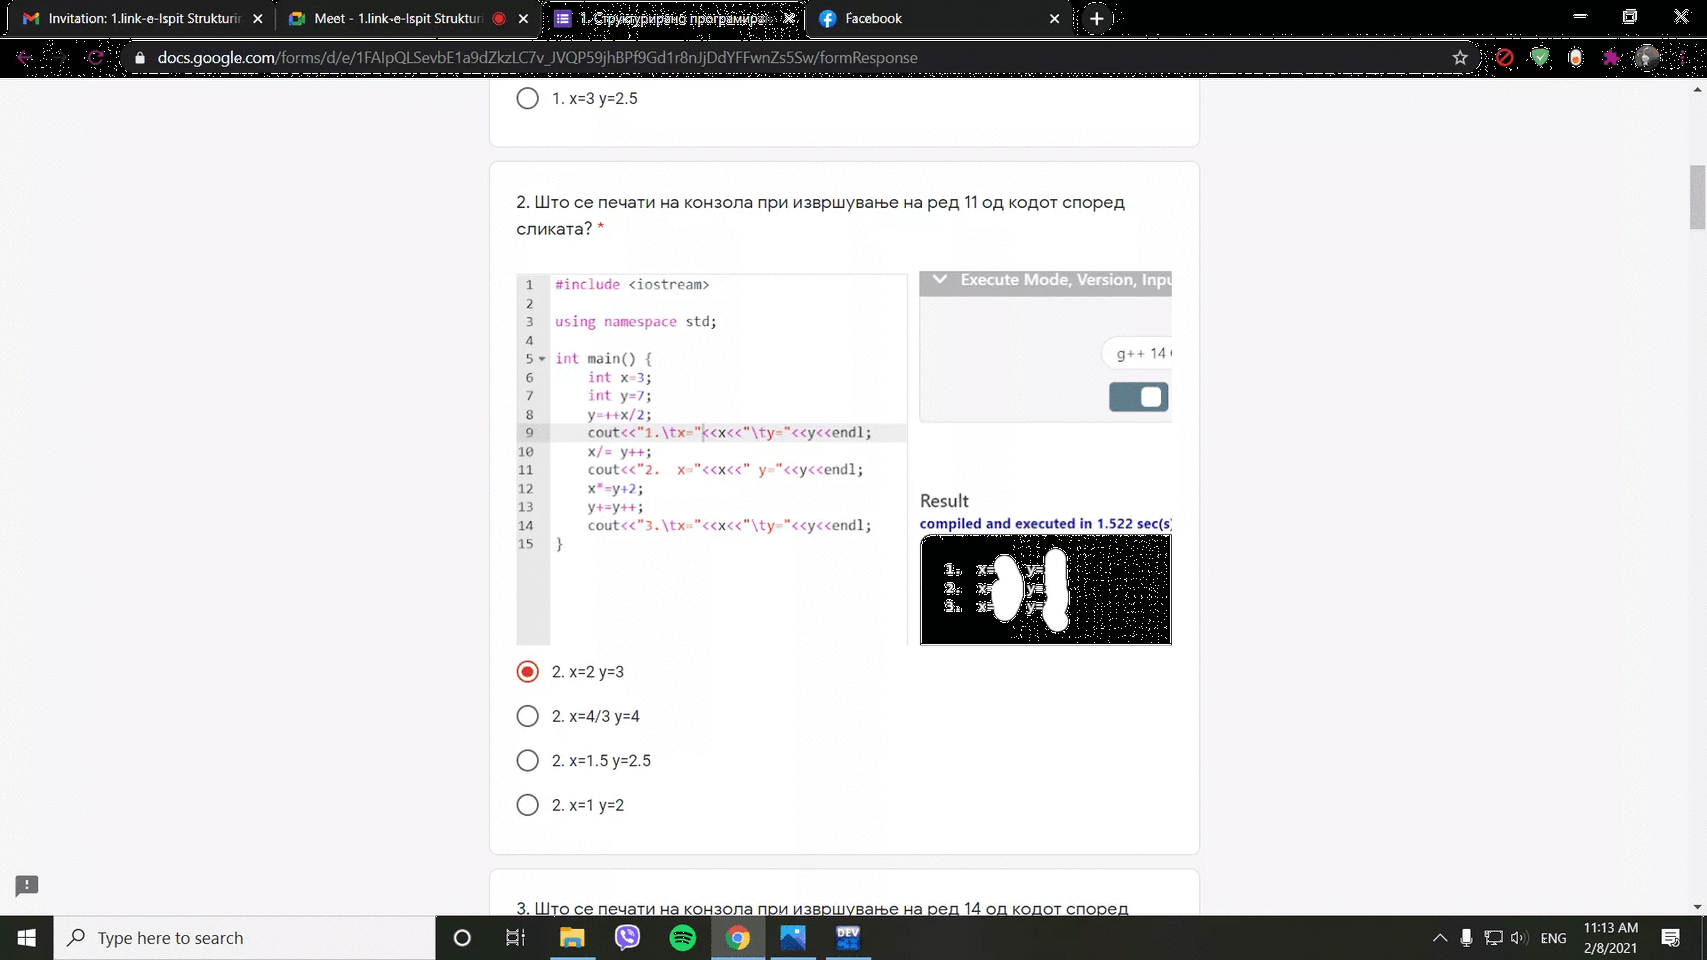 Invitation: 1.link-e-Ispit Strukturir
Meet - 1.link-e-Ispit Strukturi
1. Структурирано програмира
Facebook
docs.google.com/forms/d/e/1FAIpQLSevbE1a9dZkzLC7v_JVQP59jhBPf9Gd1r8nJjDdYFFwnZs5Sw/formResponse
1. x=3 y=2.5
2. Што се печати на конзола при извршување на ред 11 од кодот според
сликата? *
1 #include <iostream>
2
3 using namespace std;
4
5 int main() {
6 int x=3;
7 int y=7;
8 y=++x/2;
9 cout<<"1.\tx="<<x<<"\ty="<<y<<endl;
10 x/= y++;
11 cout<<"2.  x="<<x<<" y="<<y<<endl;
12 x*=y+2;
13 y+=y++;
14 cout<<"3.\tx="<<x<<"\ty="<<y<<endl;
15 }
Execute Mode, Version, Inpu
g++ 14
Result
compiled and executed in 1.522 sec(s)
1. x= y=
2. x= y=
3. x= y=
2. x=2 y=3
2. x=4/3 y=4
2. x=1.5 y=2.5
2. x=1 y=2
3. Што се печати на конзола при извршување на ред 14 од кодот според
Type here to search
DEV
ENG
11:13 AM
2/8/2021